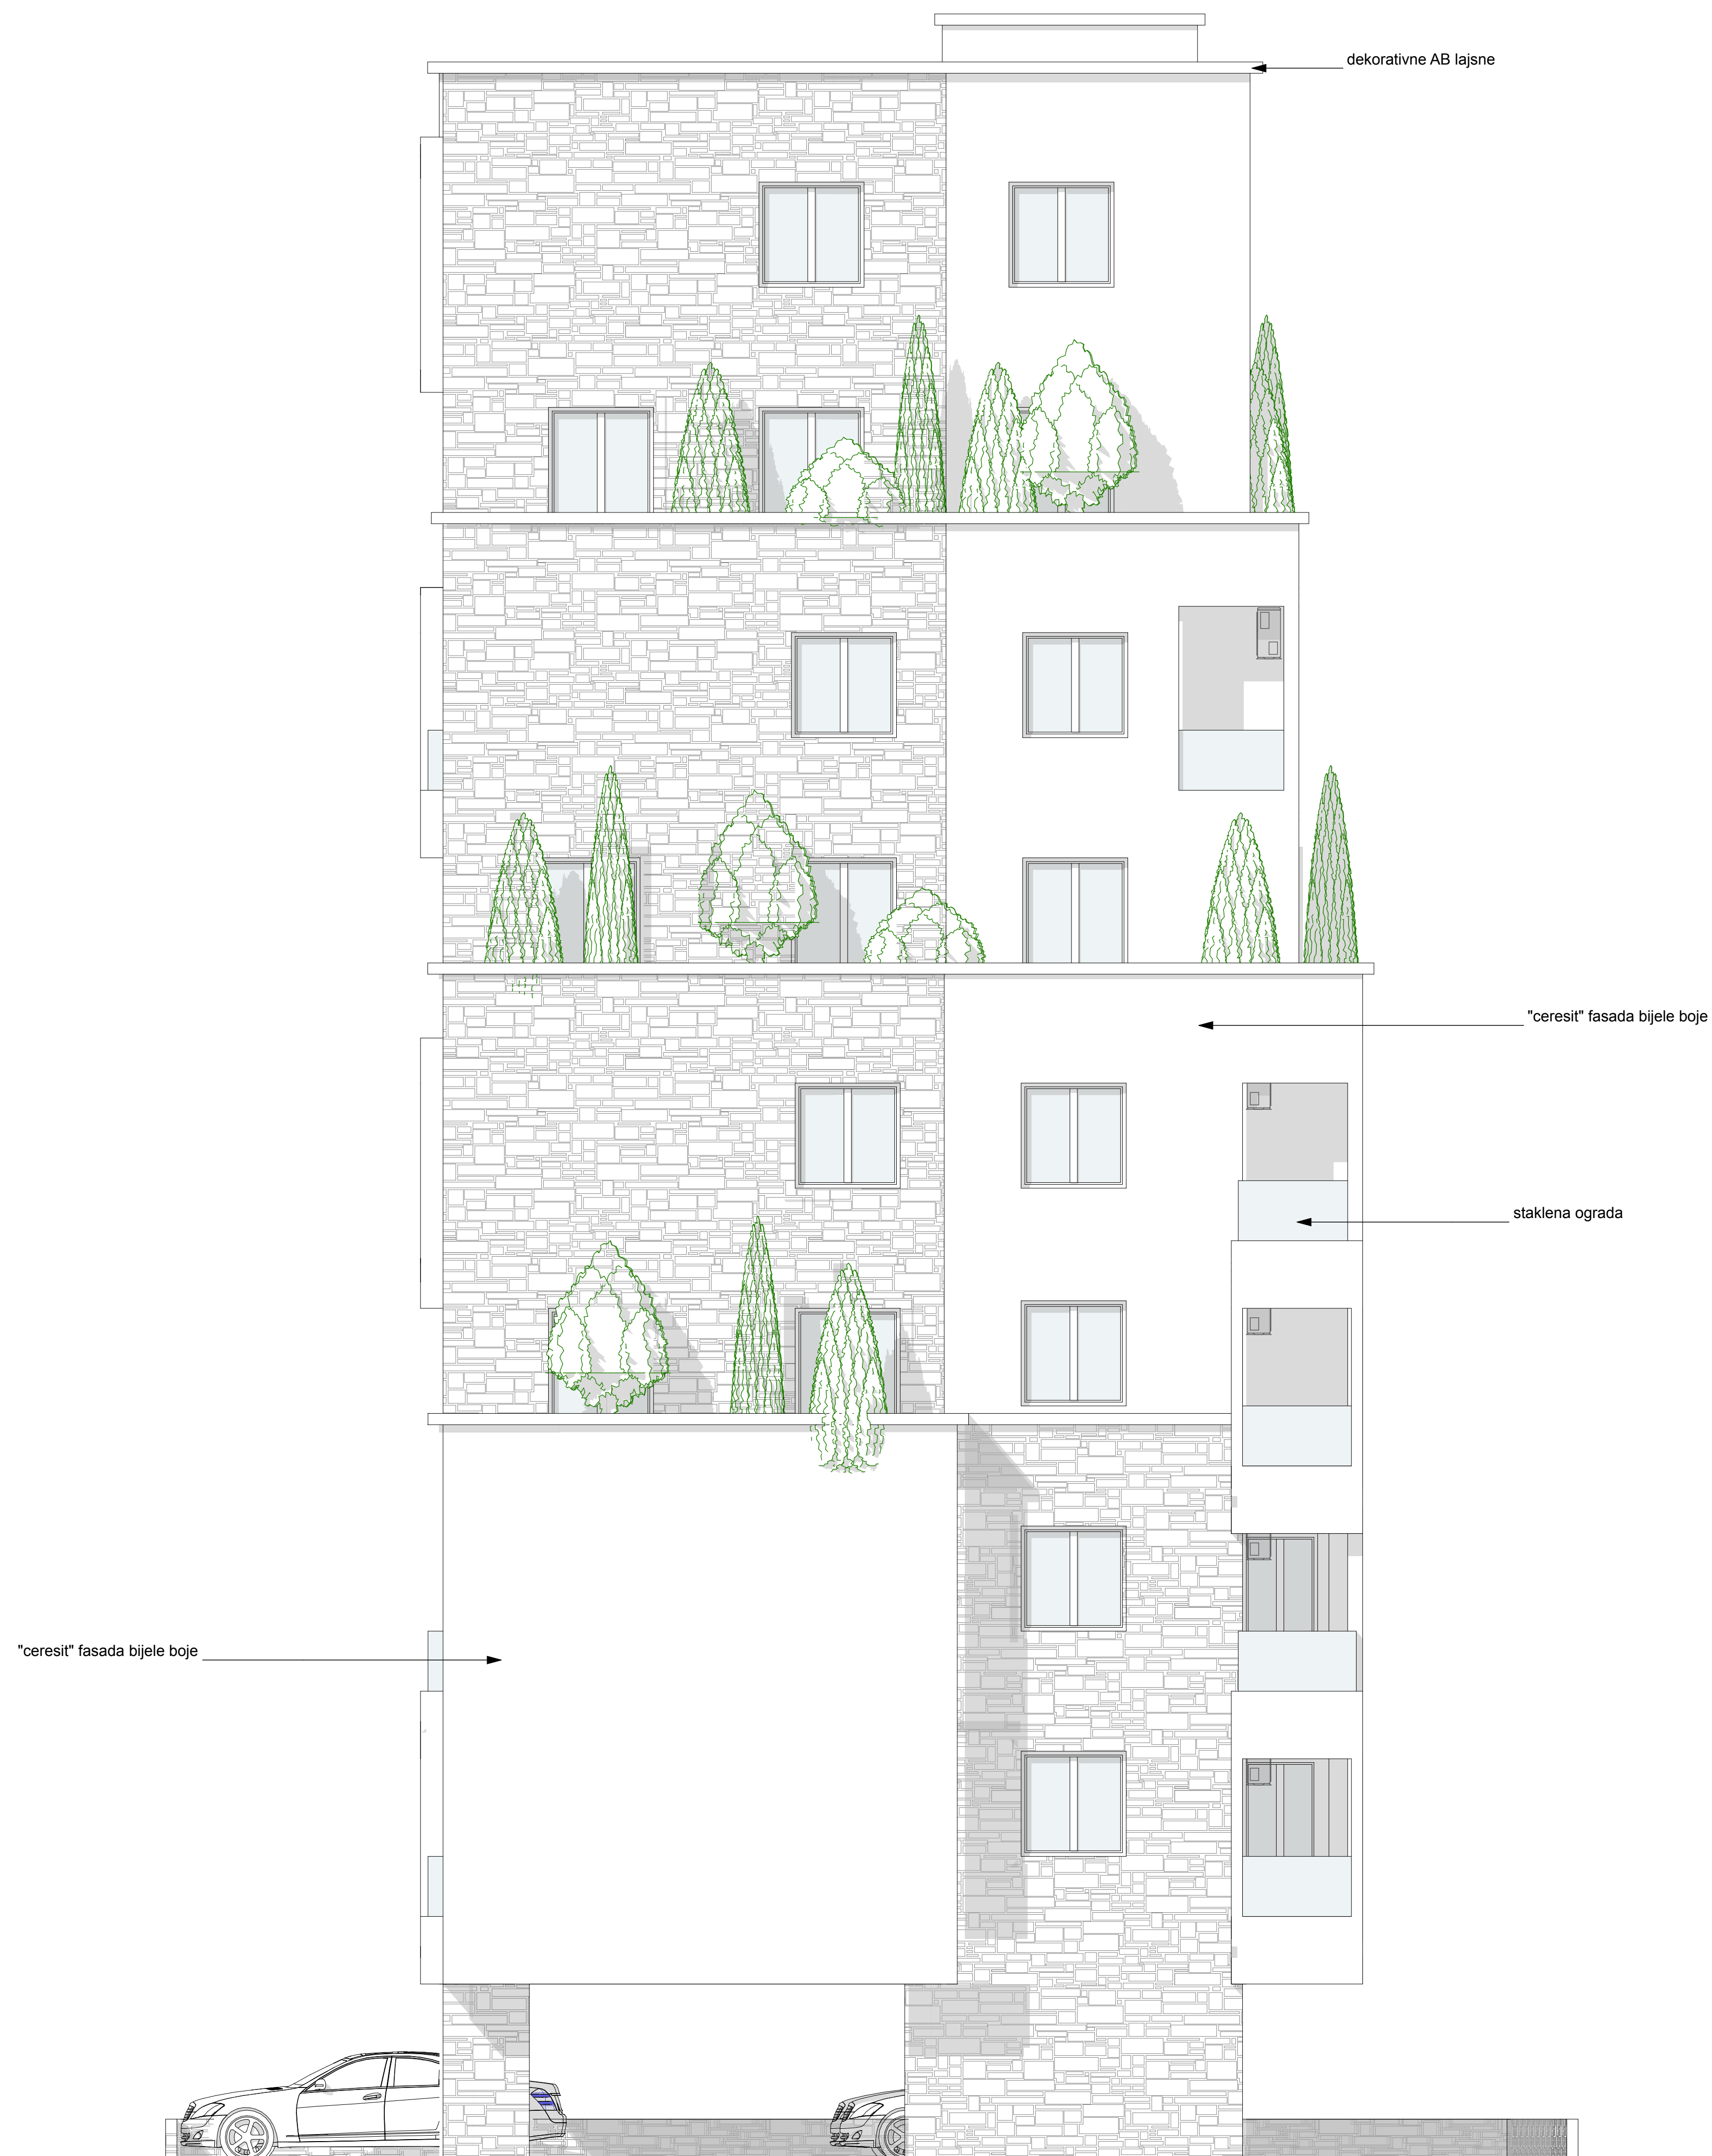 dekorativne AB lajsne
"ceresit" fasada bijele boje
staklena ograda
"ceresit" fasada bijele boje